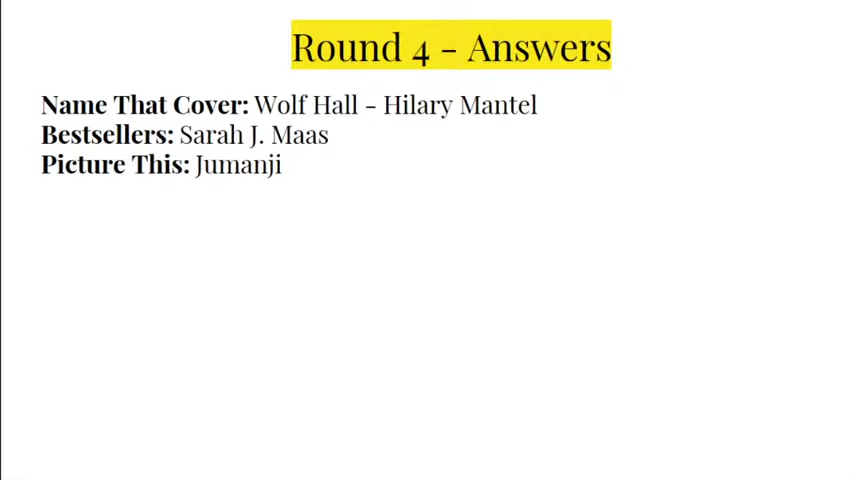 Round 4 - Answers
Name That Cover: Wolf Hall - Hilary Mantel
Bestsellers: Sarah J. Maas
Picture This: Jumanji